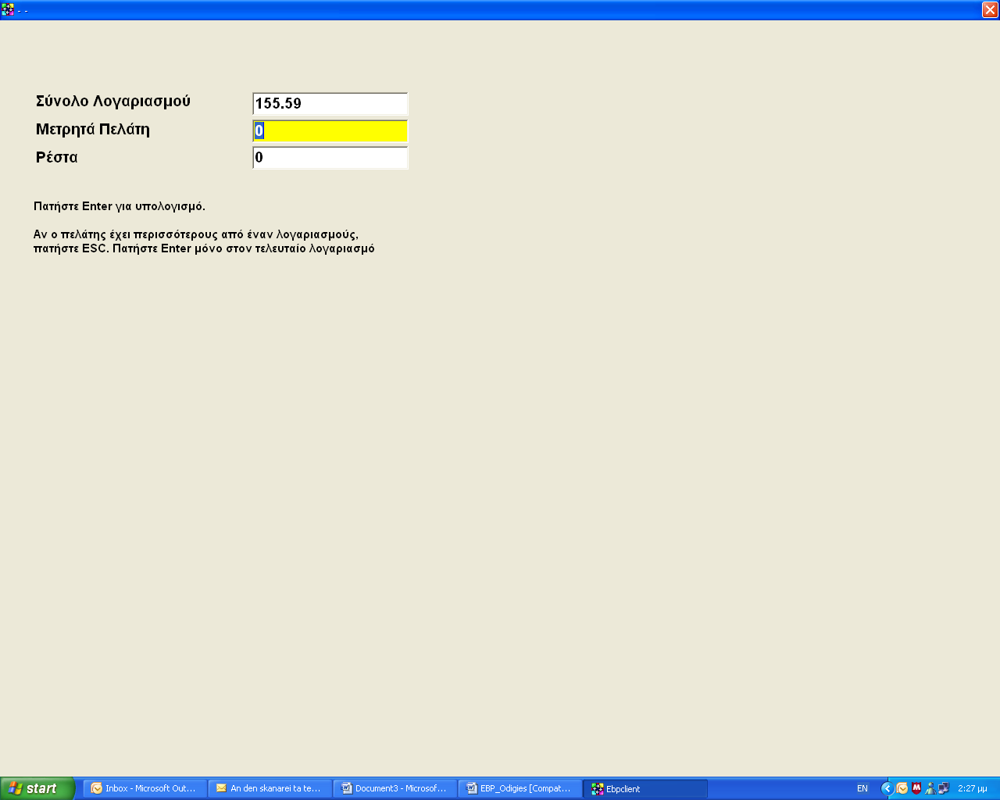 - -
Σύνολο Λογαριασμού 155.59
Μετρητά Πελάτη 0
Ρέστα 0
Πατήστε Enter για υπολογισμό.
Αν ο πελάτης έχει περισσότερους από έναν λογαριασμούς,
πατήστε ESC. Πατήστε Enter μόνο στον τελευταίο λογαριασμό
start Inbox - Microsoft Out... An den skanarei ta te... Document3 - Microsof... EBP_Odigies [Compat... Ebpclient EN 2:27 μμ